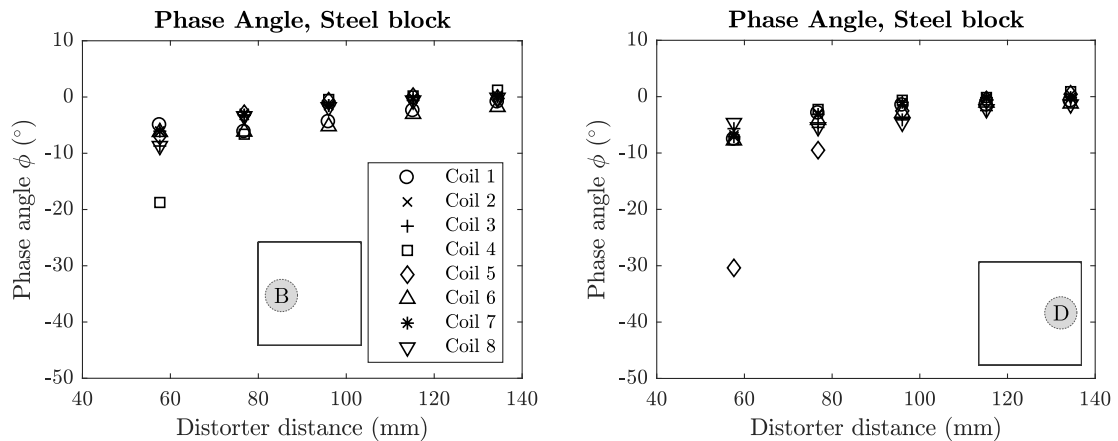 Phase Angle, Steel block
10
0
-10
-20
-30
-40
-50
40 60 80 100 120 140
Phase angle ϕ (°)
Distorter distance (mm)
Coil 1
Coil 2
Coil 3
Coil 4
Coil 5
Coil 6
Coil 7
Coil 8
B
Phase Angle, Steel block
10
0
-10
-20
-30
-40
-50
40 60 80 100 120 140
Phase angle ϕ (°)
Distorter distance (mm)
D